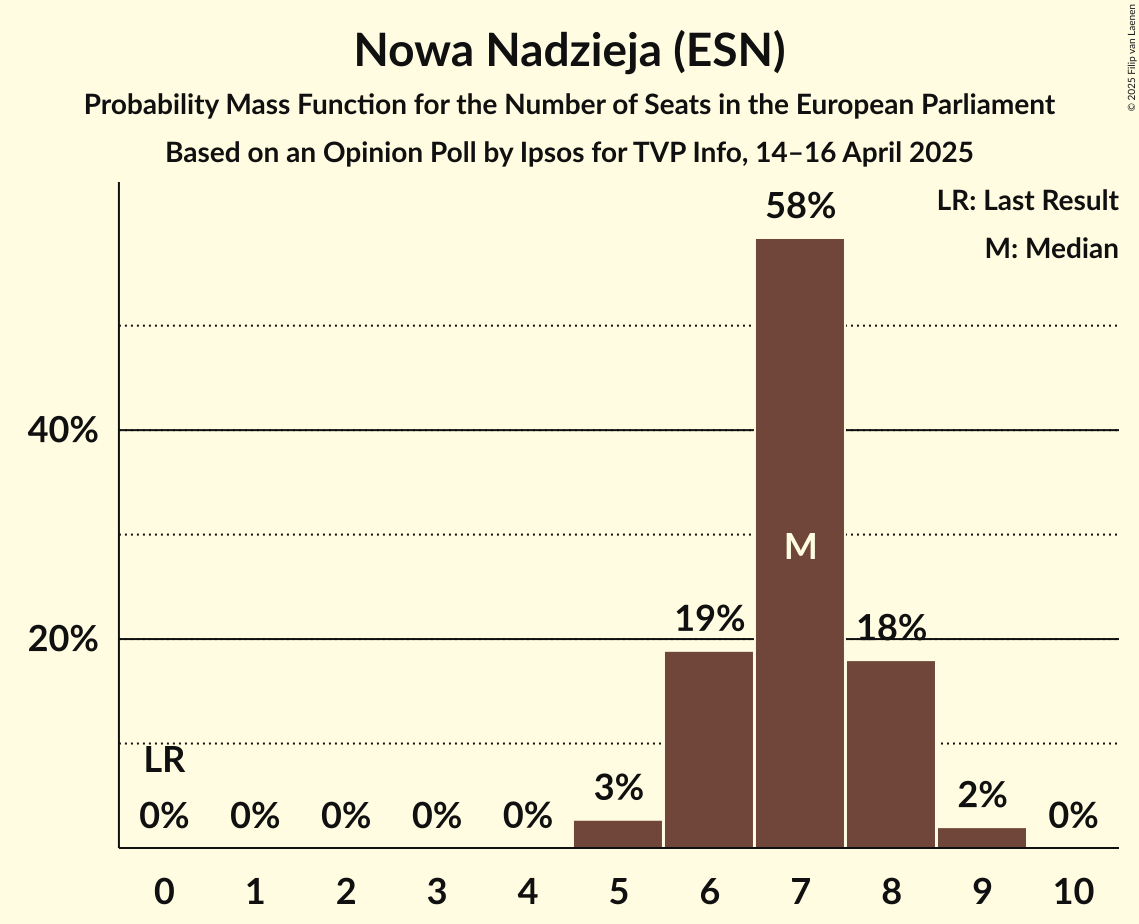 Nowa Nadzieja (ESN)
Probability Mass Function for the Number of Seats in the European Parliament
Based on an Opinion Poll by Ipsos for TVP Info, 14–16 April 2025
© 2025 Filip van Laenen
LR: Last Result
M: Median
58%
40%
M
19%
18%
20%
LR
3%
2%
0% 0% 0% 0% 0% 0%
0 1 2 3 4 5 6 7 8 9 10